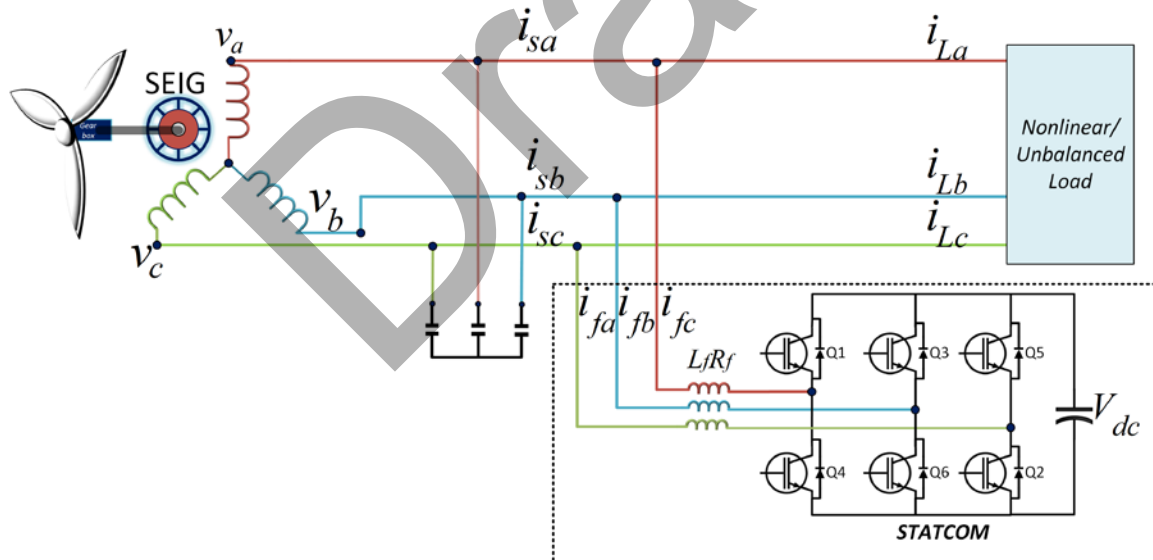 v_a
i_sa
i_La
SEIG
Gear
box
Nonlinear/
Unbalanced
Load
i_sb
i_Lb
v_b
i_sc
i_Lc
v_c
i_fa i_fb i_fc
L_fR_f
Q1 Q3 Q5
V_dc
Q4 Q6 Q2
STATCOM
Dra